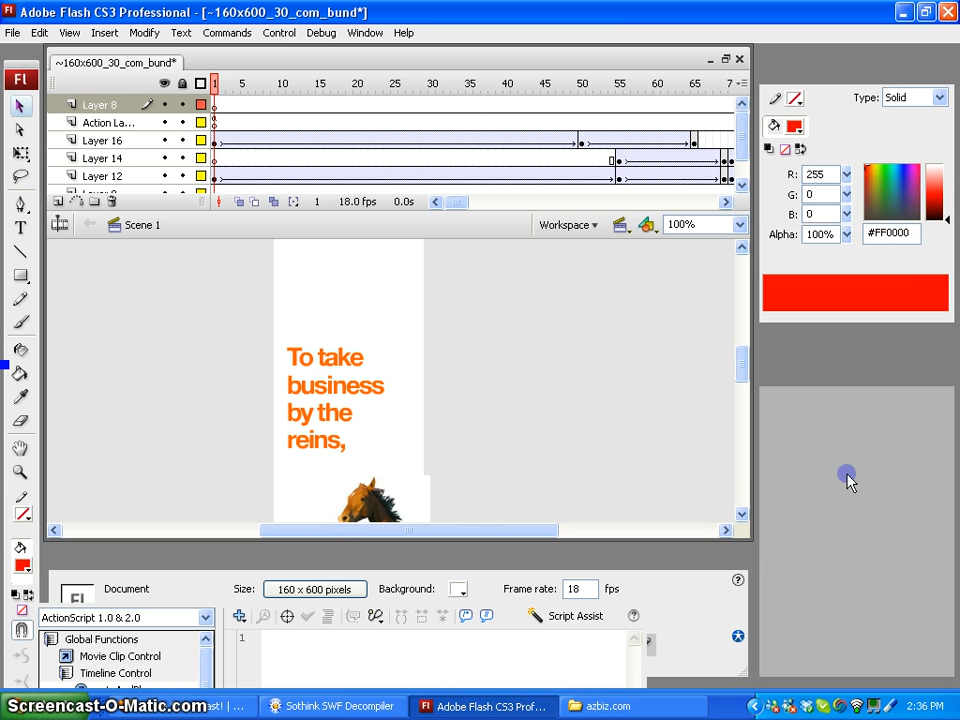 Adobe Flash CS3 Professional - [~160x600_30_com_bund*]
File Edit View Insert Modify Text Commands Control Debug Window Help
~160x600_30_com_bund*
Fl
1 5 10 15 20 25 30 35 40 45 50 55 60 65 7
Layer 8
Action La...
Layer 16
Layer 14
Layer 12
1 18.0 fps 0.0s
Scene 1 Workspace 100%
To take
business
by the
reins,
Type: Solid
R: 255
G: 0
B: 0
Alpha: 100% #FF0000
Document Size: 160 x 600 pixels Background: Frame rate: 18 fps
ActionScript 1.0 & 2.0 Script Assist
1
Global Functions
Movie Clip Control
Timeline Control
Screencast-O-Matic.com
Sothink SWF Decompiler
Adobe Flash CS3 Prof...
azbiz.com
2:36 PM